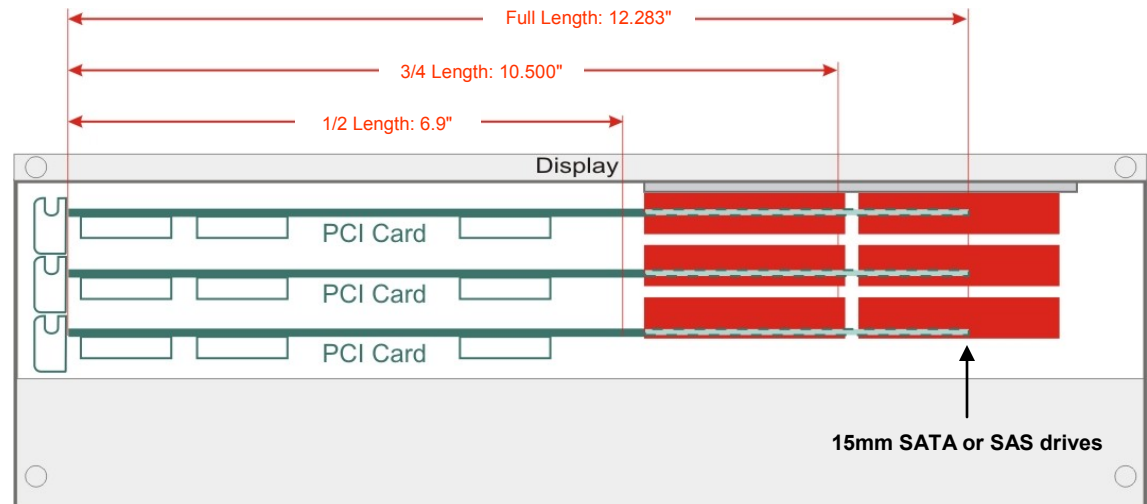 Full Length: 12.283"
3/4 Length: 10.500"
1/2 Length: 6.9"
Display
PCI Card
PCI Card
PCI Card
15mm SATA or SAS drives